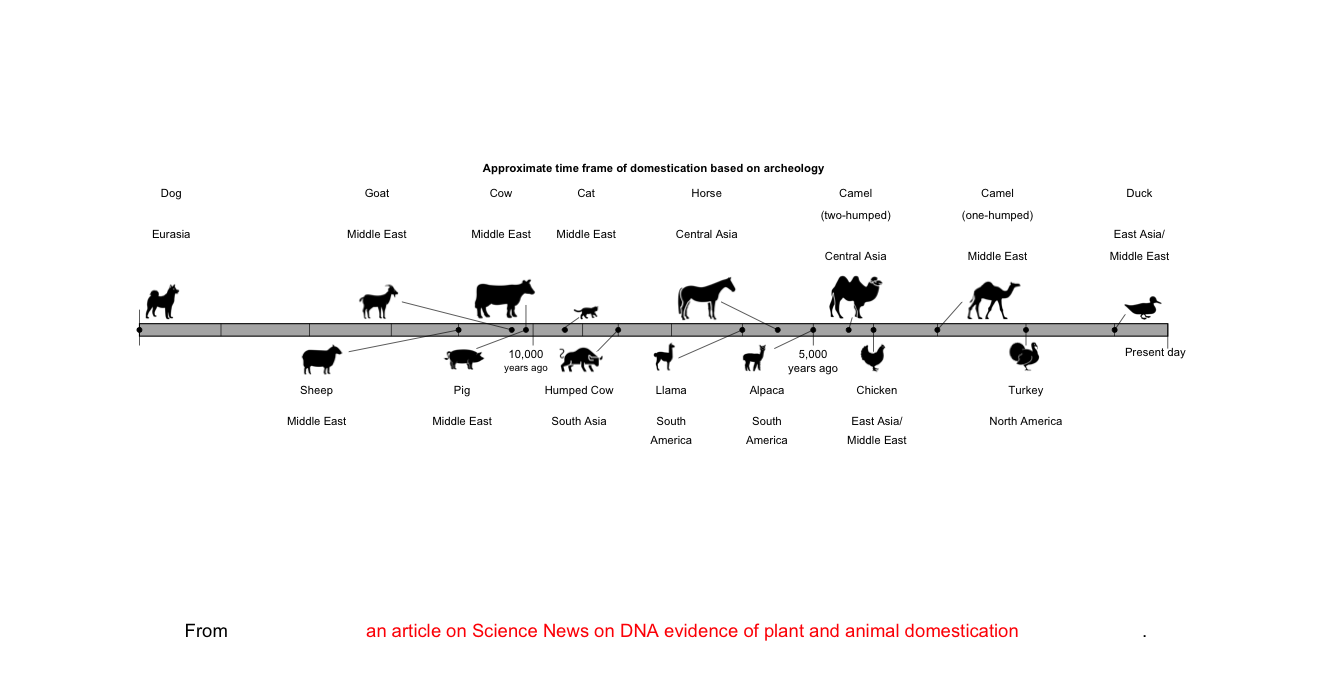 Approximate time frame of domestication based on archeology
Dog
Goat
Cow
Cat
Horse
Camel
(two-humped)
Camel
(one-humped)
Duck
Eurasia
Middle East
Middle East
Middle East
Central Asia
Central Asia
Middle East
East Asia/
Middle East
10,000
years ago
5,000
years ago
Present day
Sheep
Pig
Humped Cow
Llama
Alpaca
Chicken
Turkey
Middle East
Middle East
South Asia
South
America
South
America
East Asia/
Middle East
North America
From an article on Science News on DNA evidence of plant and animal domestication .